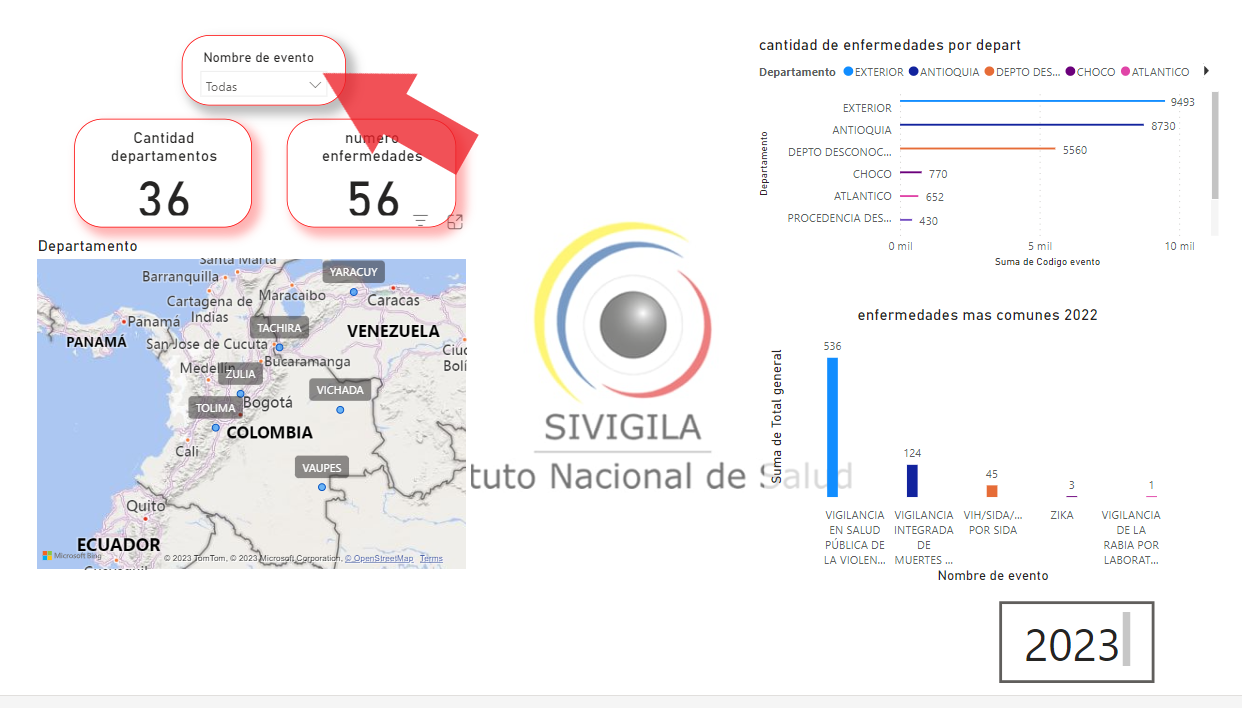 Nombre de evento
Todas
Cantidad
departamentos
36
numero
enfermedades
56
Departamento
Santa Marta
Barranquilla
YARACUY
Cartagena de
Indias
Maracaibo
Caracas
Panamá
PANAMÁ
TACHIRA
VENEZUELA
San Jose de Cucuta
Medellin
ZULIA
Bucaramanga
VICHADA
TOLIMA
Bogotá
COLOMBIA
Cali
VAUPES
Quito
ECUADOR
Microsoft Bing
© 2023 TomTom, © 2023 Microsoft Corporation, © OpenStreetMap Terms
SIVIGILA
tuto Nacional de Salud
cantidad de enfermedades por depart
Departamento EXTERIOR ANTIOQUIA DEPTO DES... CHOCO ATLANTICO
Departamento
EXTERIOR 9493
ANTIOQUIA 8730
DEPTO DESCONOC... 5560
CHOCO 770
ATLANTICO 652
PROCEDENCIA DES... 430
0 mil 5 mil 10 mil
Suma de Codigo evento
enfermedades mas comunes 2022
Suma de Total general
536
124
45
3
1
VIGILANCIA
EN SALUD
PÚBLICA DE
LA VIOLEN...
VIGILANCIA
INTEGRADA
DE
MUERTES ...
VIH/SIDA/...
POR SIDA
ZIKA
VIGILANCIA
DE LA
RABIA POR
LABORAT...
Nombre de evento
2023